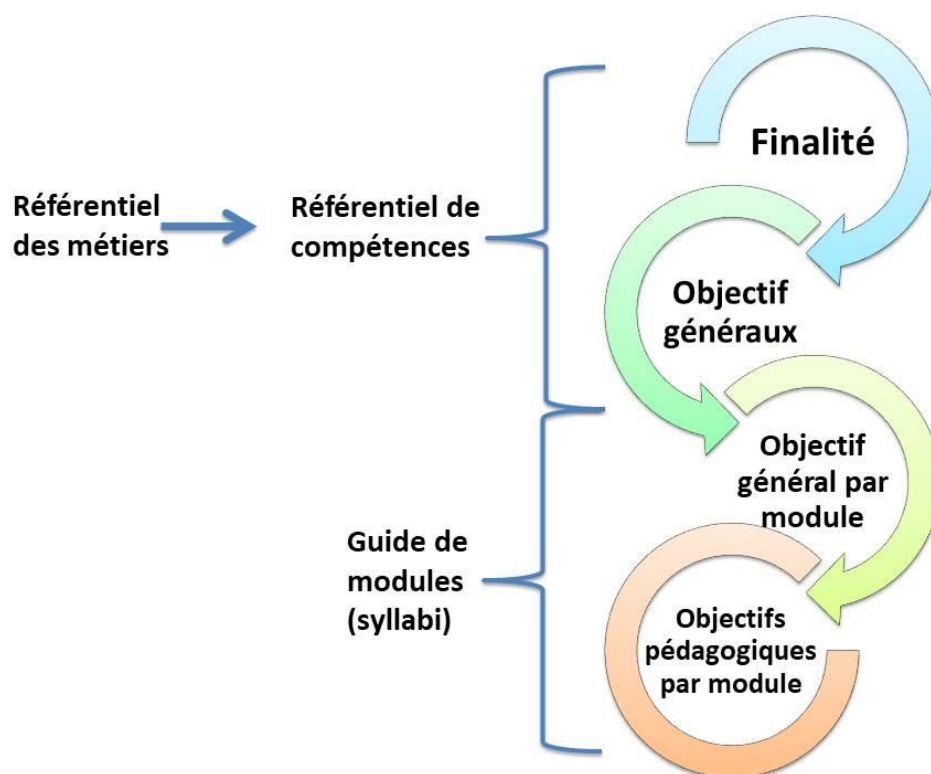 Finalité
Référentiel
des métiers
Référentiel de
compétences
Objectif
généraux
Objectif
général par
module
Guide de
modules
(syllabi)
Objectifs
pédagogiques
par module